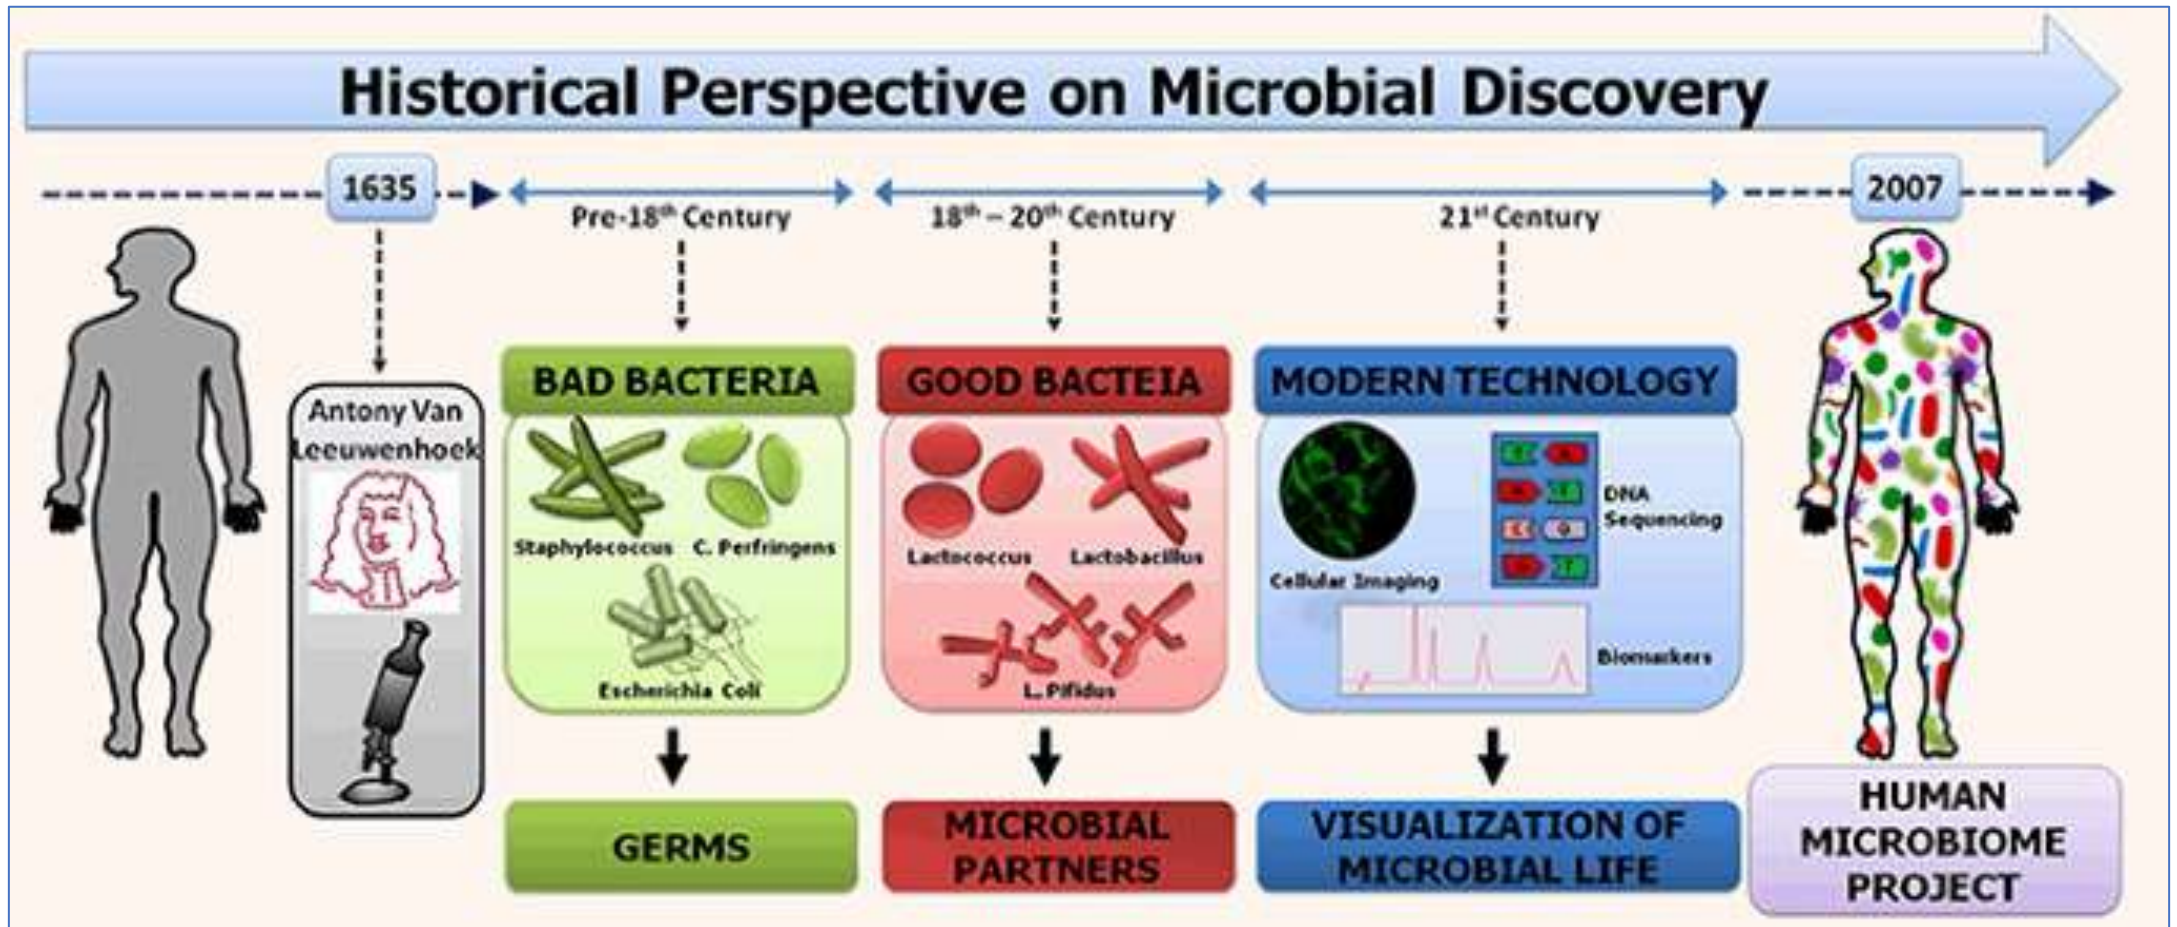 Historical Perspective on Microbial Discovery
1635
Pre-18th Century
18th – 20th Century
21st Century
2007
Antony Van
Leeuwenhoek
BAD BACTERIA
Staphylococcus
C. Perfringens
Escherichia Coli
GERMS
GOOD BACTEIA
Lactococcus
Lactobacillus
L. Pifidus
MICROBIAL
PARTNERS
MODERN TECHNOLOGY
Cellular Imaging
DNA
Sequencing
Biomarkers
VISUALIZATION OF
MICROBIAL LIFE
HUMAN
MICROBIOME
PROJECT